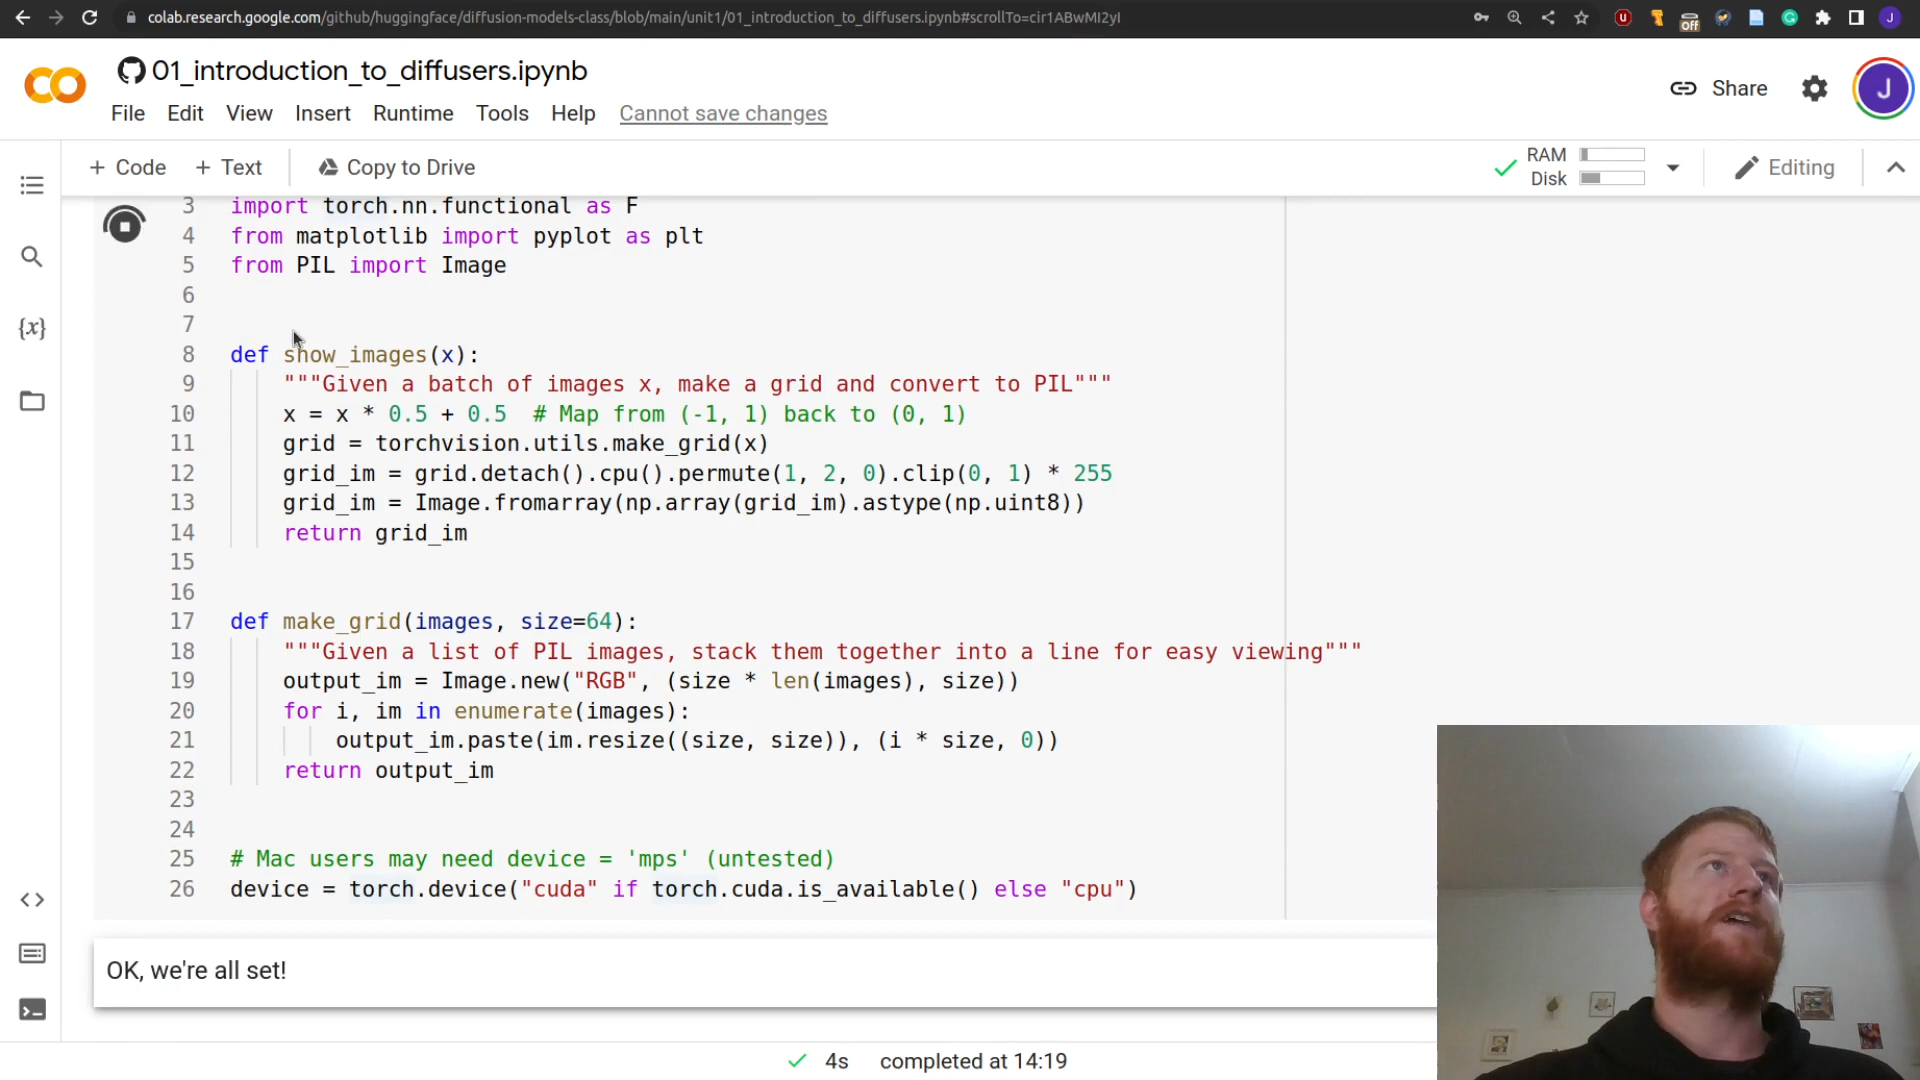 colab.research.google.com/github/huggingface/diffusion-models-class/blob/main/unit1/01_introduction_to_diffusers.ipynb#scrollTo=cir1ABwMI2yI
Off
J
01_introduction_to_diffusers.ipynb
Share
J
File Edit View Insert Runtime Tools Help Cannot save changes
+ Code + Text Copy to Drive
RAM
Disk
Editing
3 import torch.nn.functional as F
4 from matplotlib import pyplot as plt
5 from PIL import Image
6
7
8 def show_images(x):
9 """Given a batch of images x, make a grid and convert to PIL"""
10 x = x * 0.5 + 0.5 # Map from (-1, 1) back to (0, 1)
11 grid = torchvision.utils.make_grid(x)
12 grid_im = grid.detach().cpu().permute(1, 2, 0).clip(0, 1) * 255
13 grid_im = Image.fromarray(np.array(grid_im).astype(np.uint8))
14 return grid_im
15
16
17 def make_grid(images, size=64):
18 """Given a list of PIL images, stack them together into a line for easy viewing"""
19 output_im = Image.new("RGB", (size * len(images), size))
20 for i, im in enumerate(images):
21 output_im.paste(im.resize((size, size)), (i * size, 0))
22 return output_im
23
24
25 # Mac users may need device = 'mps' (untested)
26 device = torch.device("cuda" if torch.cuda.is_available() else "cpu")
OK, we're all set!
4s completed at 14:19